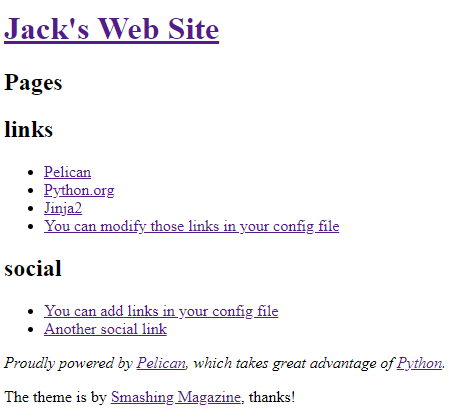 Jack's Web Site
Pages
links
Pelican
Python.org
Jinja2
You can modify those links in your config file
social
You can add links in your config file
Another social link
Proudly powered by Pelican, which takes great advantage of Python.
The theme is by Smashing Magazine, thanks!